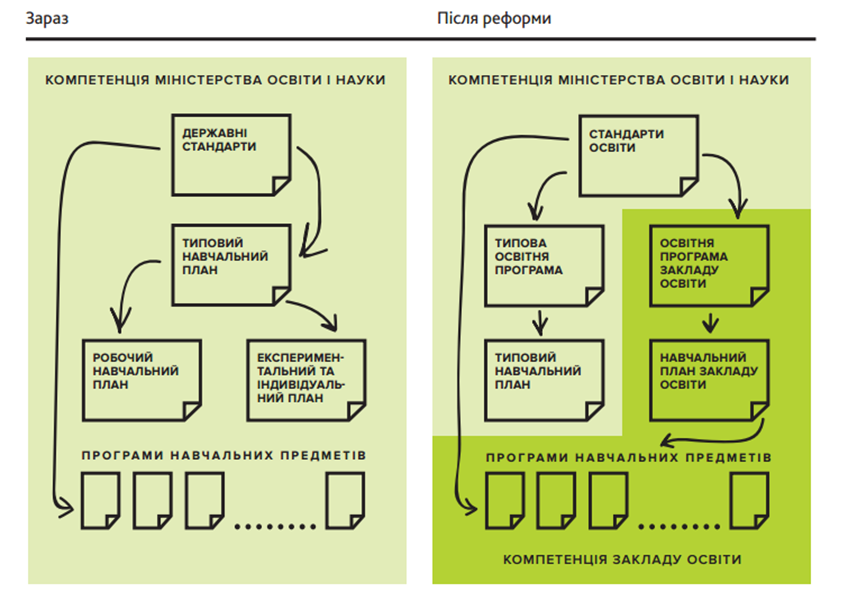 Зараз
Після реформи
КОМПЕТЕНЦІЯ МІНІСТЕРСТВА ОСВІТИ І НАУКИ
ДЕРЖАВНІ
СТАНДАРТИ
ТИПОВИЙ
НАВЧАЛЬНИЙ
ПЛАН
РОБОЧИЙ
НАВЧАЛЬНИЙ
ПЛАН
ЕКСПЕРИМЕН-
ТАЛЬНИЙ ТА
ІНДИВІДУАЛЬ-
НИЙ ПЛАН
ПРОГРАМИ НАВЧАЛЬНИХ ПРЕДМЕТІВ
КОМПЕТЕНЦІЯ МІНІСТЕРСТВА ОСВІТИ І НАУКИ
СТАНДАРТИ
ОСВІТИ
ТИПОВА
ОСВІТНЯ
ПРОГРАМА
ОСВІТНЯ
ПРОГРАМА
ЗАКЛАДУ
ОСВІТИ
ТИПОВИЙ
НАВЧАЛЬНИЙ
ПЛАН
НАВЧАЛЬНИЙ
ПЛАН ЗАКЛАДУ
ОСВІТИ
ПРОГРАМИ НАВЧАЛЬНИХ ПРЕДМЕТІВ
КОМПЕТЕНЦІЯ ЗАКЛАДУ ОСВІТИ